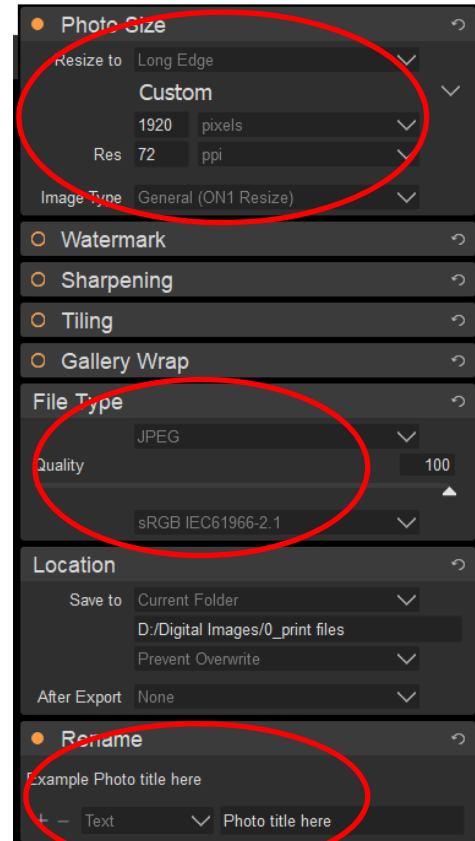 Photo Size
Resize to Long Edge
Custom
1920 pixels
Res 72 ppi
Image Type General (ON1 Resize)
Watermark
Sharpening
Tiling
Gallery Wrap
File Type
JPEG
Quality 100
sRGB IEC61966-2.1
Location
Save to Current Folder
D:/Digital Images/0_print files
Prevent Overwrite
After Export None
Rename
Example Photo title here
+ − Text Photo title here